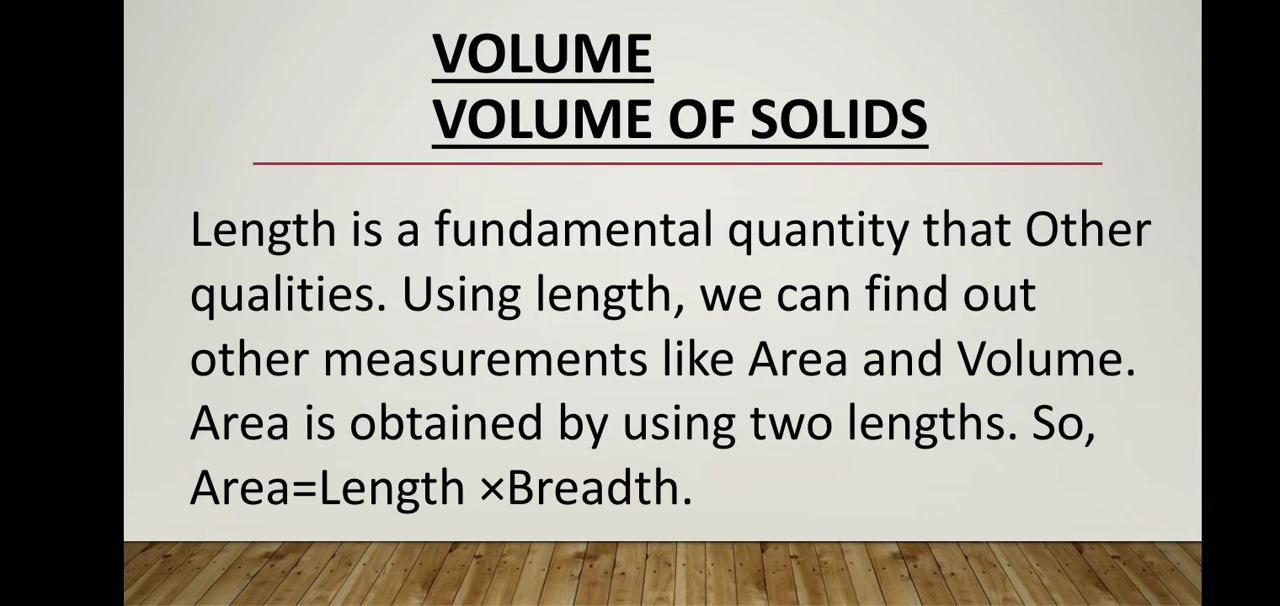 VOLUME
VOLUME OF SOLIDS
Length is a fundamental quantity that Other
qualities. Using length, we can find out
other measurements like Area and Volume.
Area is obtained by using two lengths. So,
Area=Length ×Breadth.